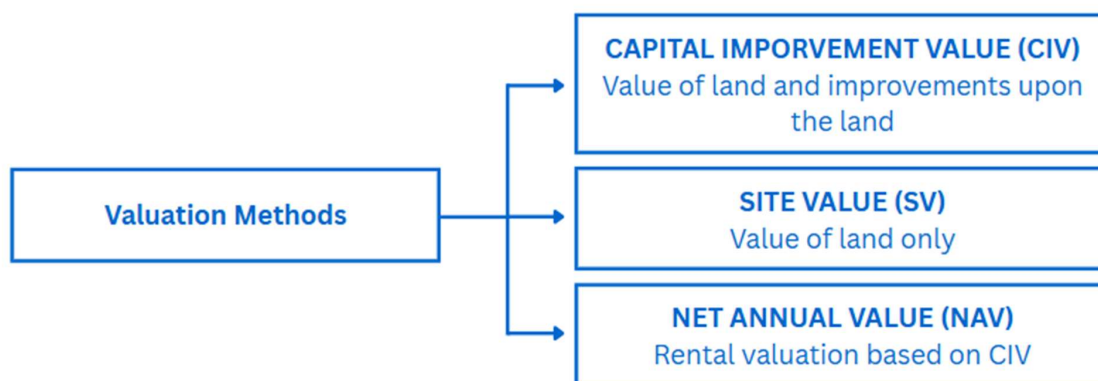 CAPITAL IMPORVEMENT VALUE (CIV)
Value of land and improvements upon
the land
Valuation Methods
SITE VALUE (SV)
Value of land only
NET ANNUAL VALUE (NAV)
Rental valuation based on CIV